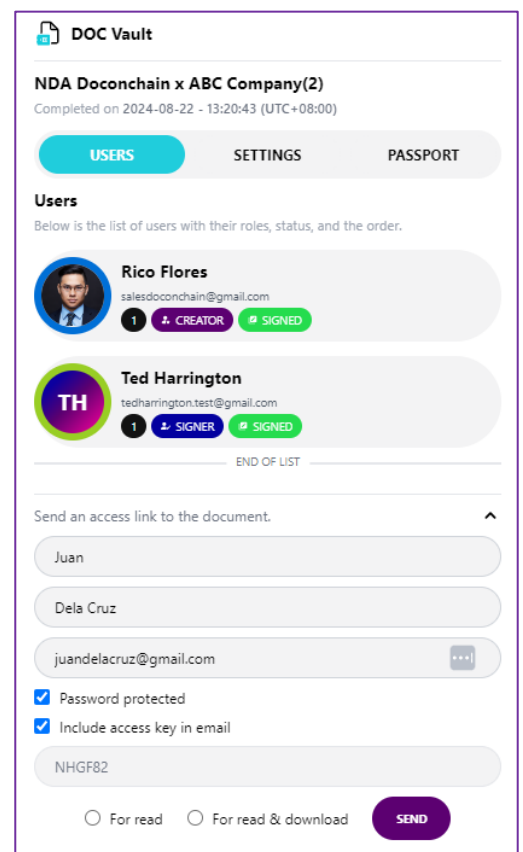 DOC Vault
NDA Doconchain x ABC Company(2)
Completed on 2024-08-22 - 13:20:43 (UTC+08:00)
USERS SETTINGS PASSPORT
Users
Below is the list of users with their roles, status, and the order.
Rico Flores
salesdoconchain@gmail.com
1 CREATOR SIGNED
TH
Ted Harrington
tedharrington.test@gmail.com
1 SIGNER SIGNED
END OF LIST
Send an access link to the document.
Juan
Dela Cruz
juandelacruz@gmail.com
Password protected
Include access key in email
NHGF82
For read For read & download SEND